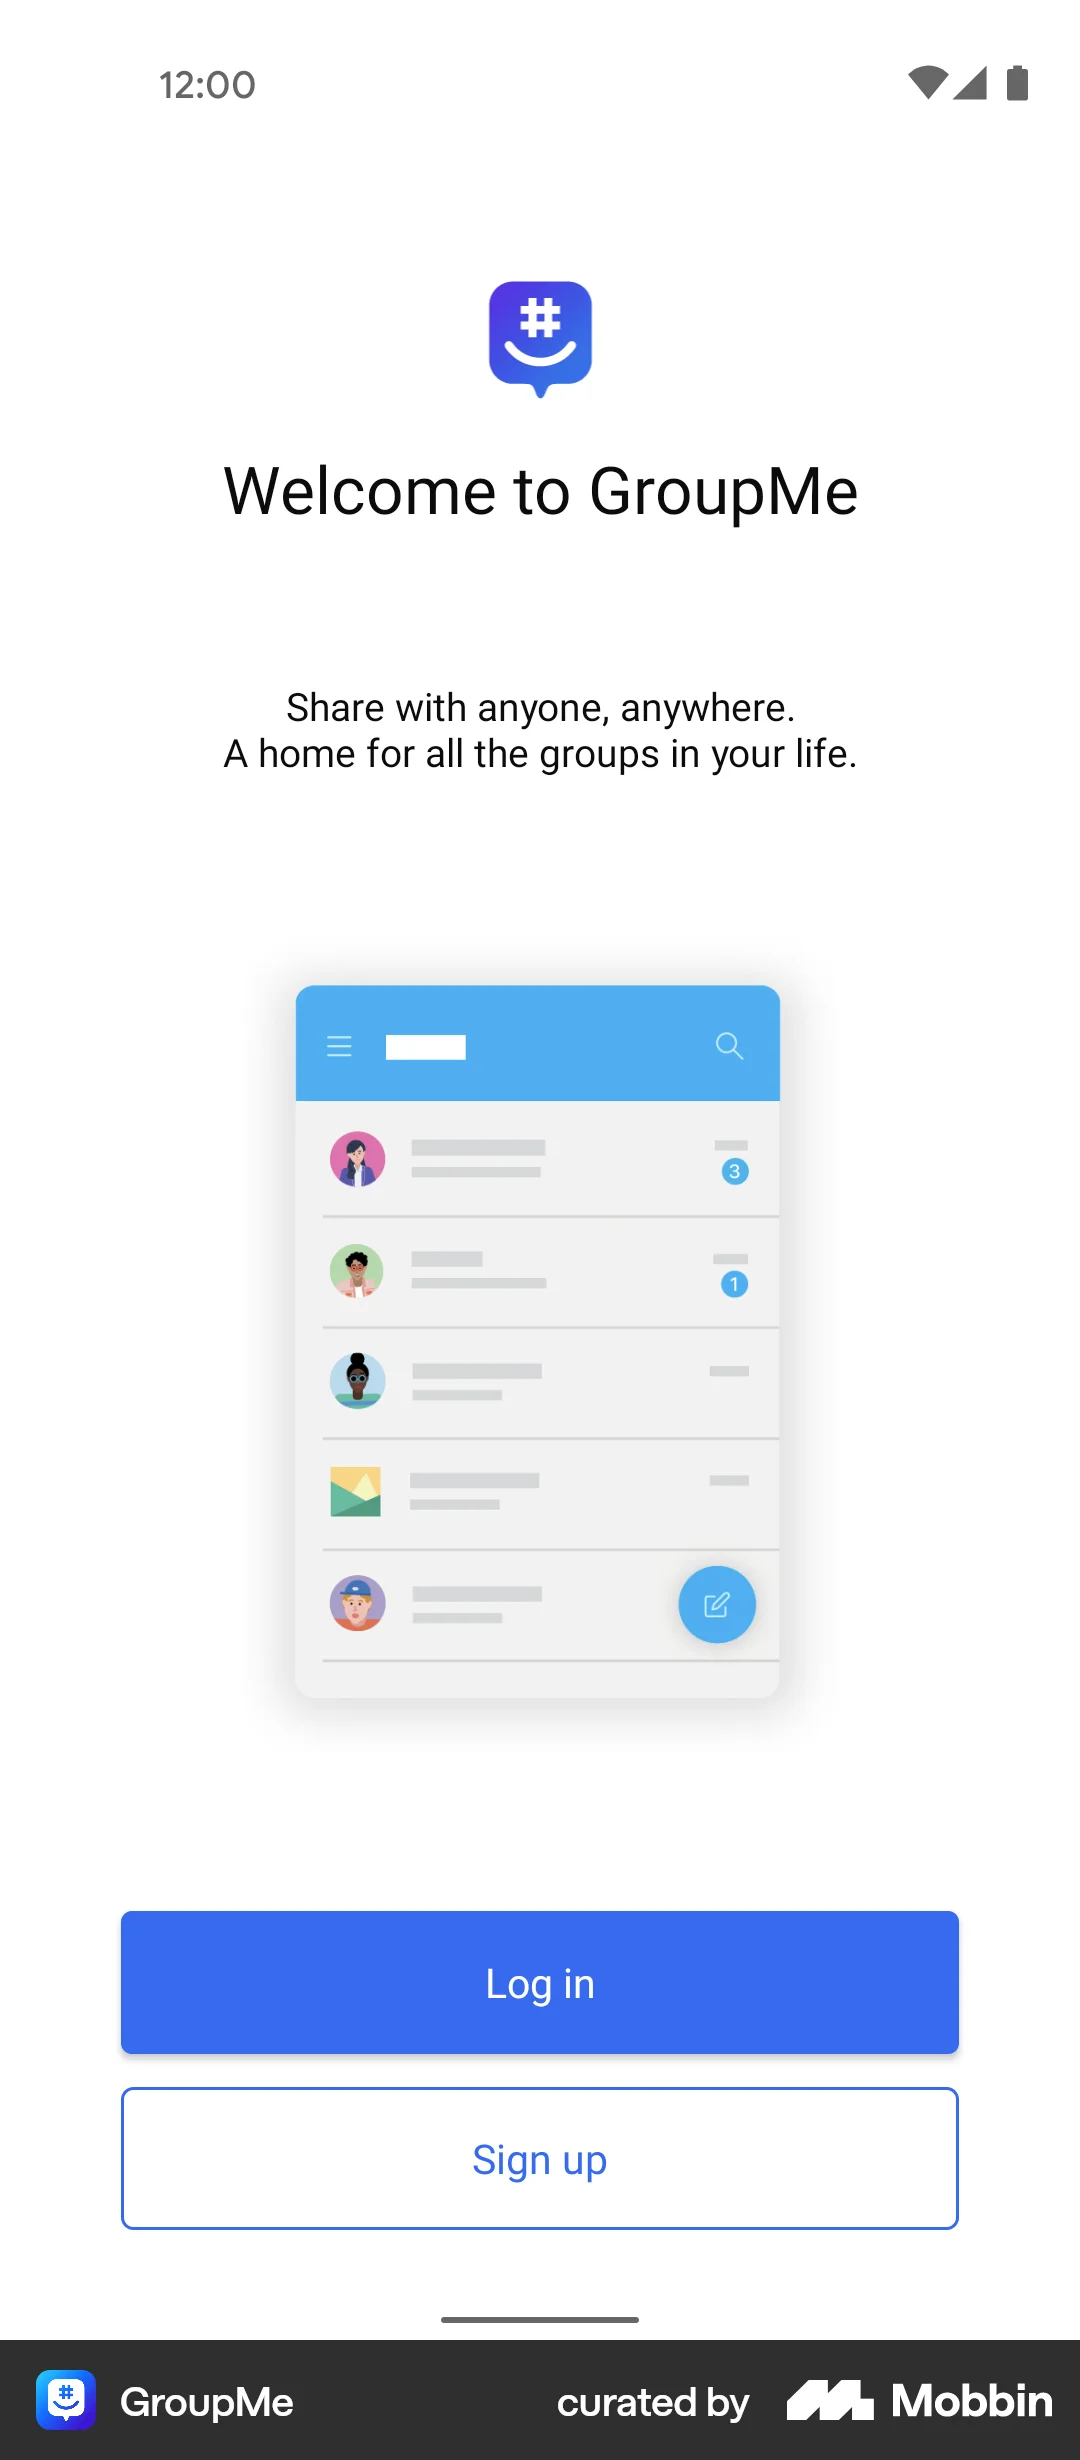 12:00
#
Welcome to GroupMe
Share with anyone, anywhere.
A home for all the groups in your life.
3
1
Log in
Sign up
# GroupMe curated by Mobbin